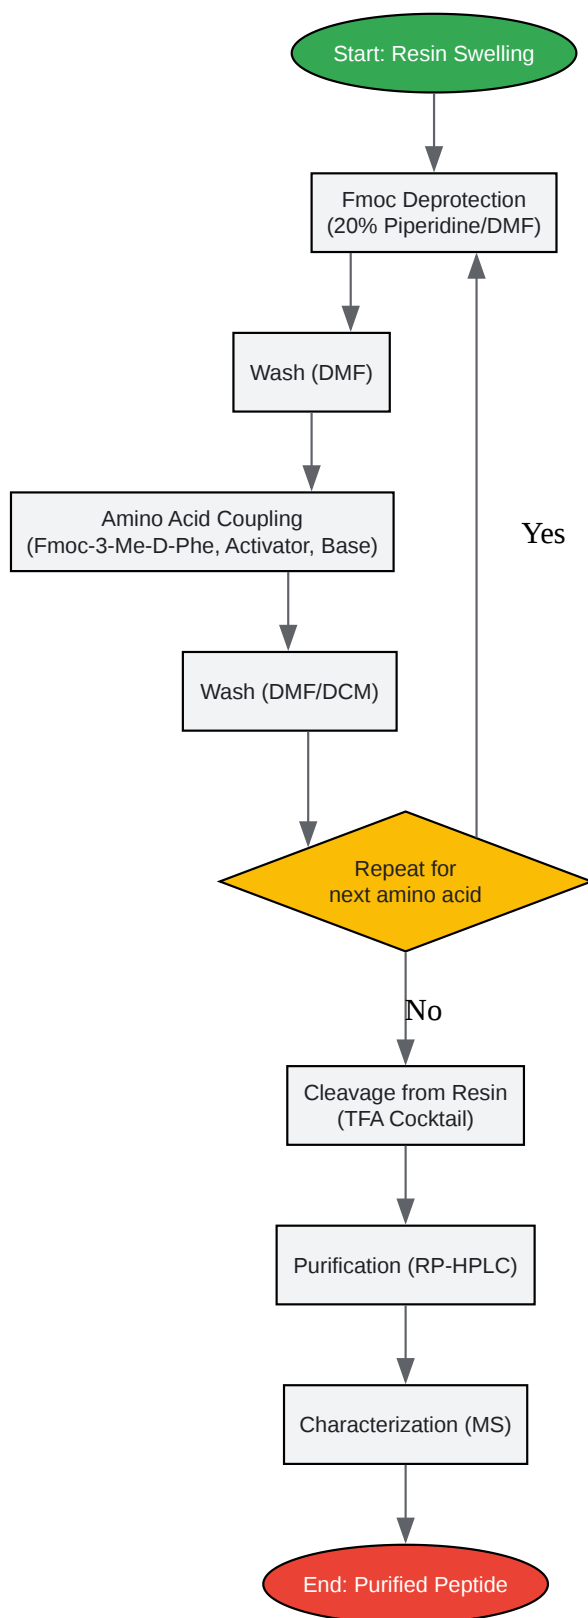 Start: Resin Swelling
Fmoc Deprotection
(20% Piperidine/DMF)
Wash (DMF)
Amino Acid Coupling
(Fmoc-3-Me-D-Phe, Activator, Base)
Yes
Wash (DMF/DCM)
Repeat for
next amino acid
No
Cleavage from Resin
(TFA Cocktail)
Purification (RP-HPLC)
Characterization (MS)
End: Purified Peptide